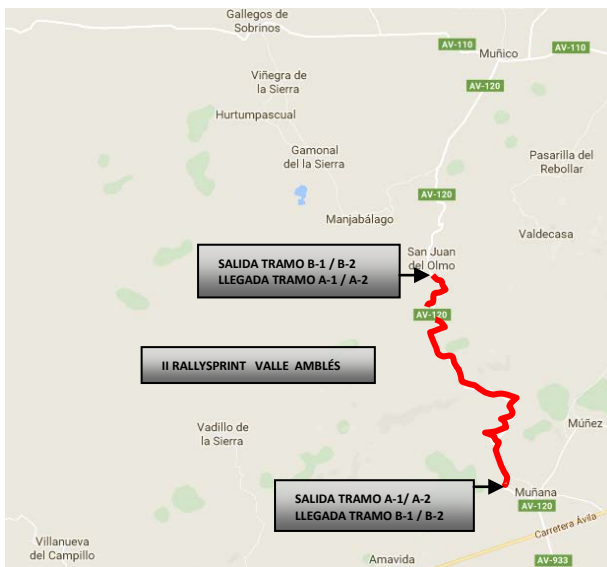 Gallegos de
Sobrinos
AV-110
AV-110
Muñico
Viñegra de
la Sierra
AV-120
Hurtumpascual
Gamonal
del la Sierra
Pasarilla del
Rebollar
AV-120
Manjabálago
Valdecasa
San Juan
del Olmo
SALIDA TRAMO B-1 / B-2
LLEGADA TRAMO A-1 / A-2
AV-120
II RALLYSPRINT VALLE AMBLÉS
Vadillo de
la Sierra
Múñez
SALIDA TRAMO A-1/ A-2
LLEGADA TRAMO B-1 / B-2
Muñana
AV-120
Carretera Ávila
Villanueva
del Campillo
Amavida
AV-933